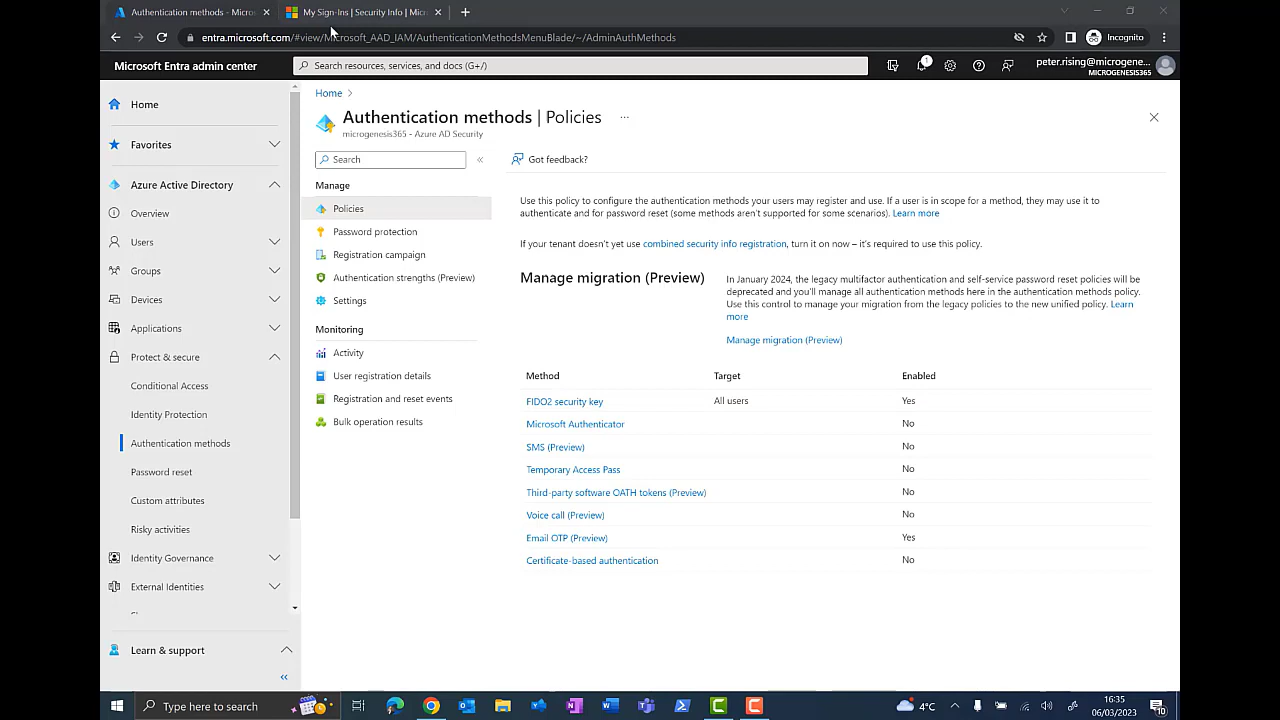 Authentication methods - Micros
My Sign-Ins | Security Info | Micr
entra.microsoft.com/#view/Microsoft_AAD_IAM/AuthenticationMethodsMenuBlade/~/AdminAuthMethods
Incognito
Microsoft Entra admin center
Search resources, services, and docs (G+/)
1
peter.rising@microgene...
MICROGENESIS365
Home
Favorites
Azure Active Directory
Overview
Users
Groups
Devices
Applications
Protect & secure
Conditional Access
Identity Protection
Authentication methods
Password reset
Custom attributes
Risky activities
Identity Governance
External Identities
Learn & support
Home
Authentication methods | Policies ...
microgenesis365 - Azure AD Security
Search
Manage
Policies
Password protection
Registration campaign
Authentication strengths (Preview)
Settings
Monitoring
Activity
User registration details
Registration and reset events
Bulk operation results
Got feedback?
Use this policy to configure the authentication methods your users may register and use. If a user is in scope for a method, they may use it to
authenticate and for password reset (some methods aren't supported for some scenarios). Learn more
If your tenant doesn't yet use combined security info registration, turn it on now – it's required to use this policy.
Manage migration (Preview)
In January 2024, the legacy multifactor authentication and self-service password reset policies will be
deprecated and you'll manage all authentication methods here in the authentication methods policy.
Use this control to manage your migration from the legacy policies to the new unified policy. Learn
more
Manage migration (Preview)
Method Target Enabled
FIDO2 security key All users Yes
Microsoft Authenticator No
SMS (Preview) No
Temporary Access Pass No
Third-party software OATH tokens (Preview) No
Voice call (Preview) No
Email OTP (Preview) Yes
Certificate-based authentication No
Type here to search
4°C
16:35
06/03/2023